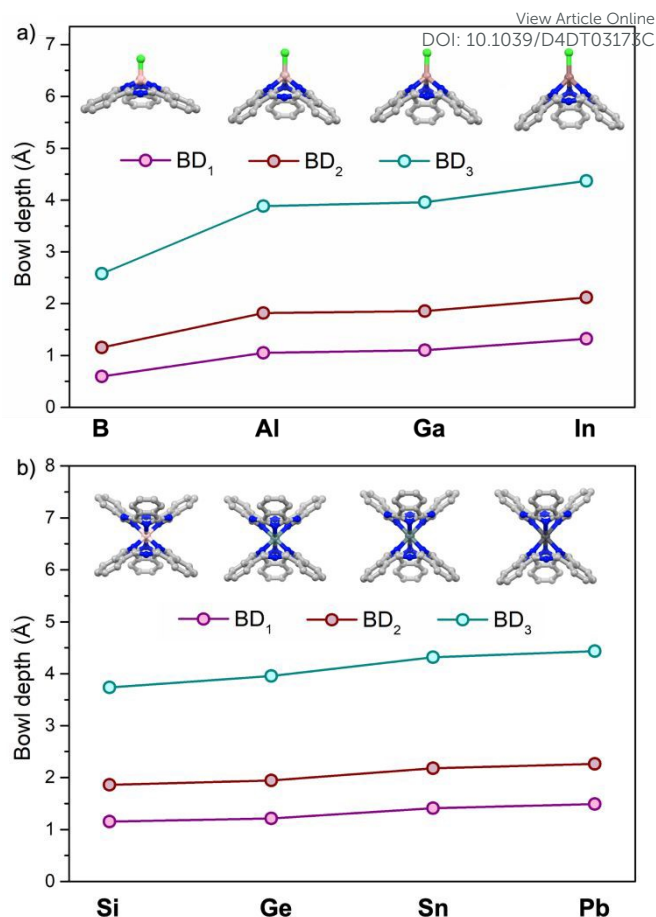 View Article Online
DOI: 10.1039/D4DT03173C
a)
7
6
5
4
3
2
1
0
Bowl depth (Å)
BD₁ BD₂ BD₃
B Al Ga In
b)
8
7
6
5
4
3
2
1
0
Bowl depth (Å)
BD₁ BD₂ BD₃
Si Ge Sn Pb